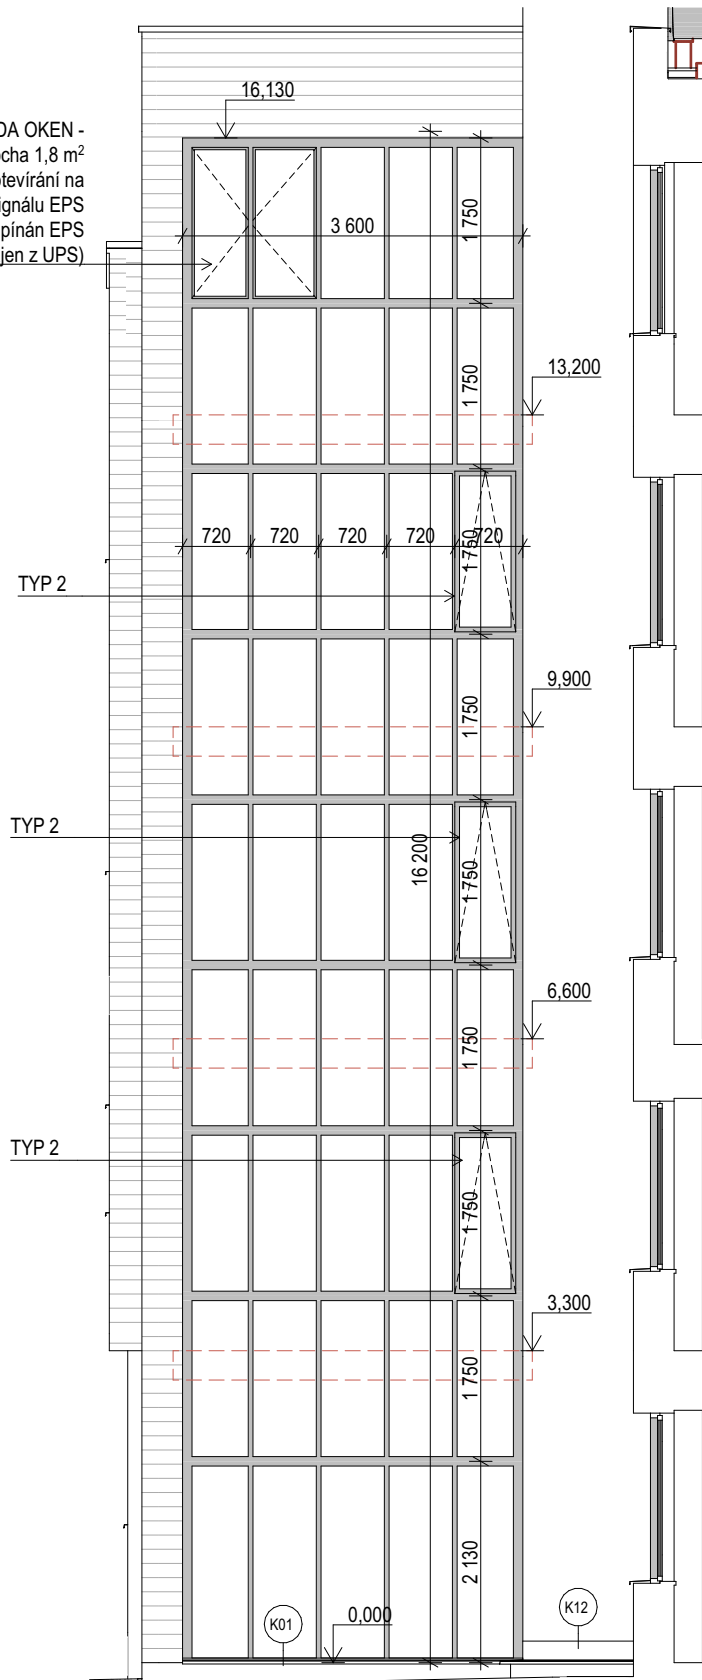 16,130
DA OKEN -
ocha 1,8 m²
otevírání na
ignálu EPS
pínán EPS
jen z UPS)
3 600
1 750
13,200
1 750
720 720 720 720 720
1 750
TYP 2
9,900
1 750
TYP 2
16 200
1 750
6,600
1 750
TYP 2
1 750
3,300
1 750
2 130
K01
0,000
K12